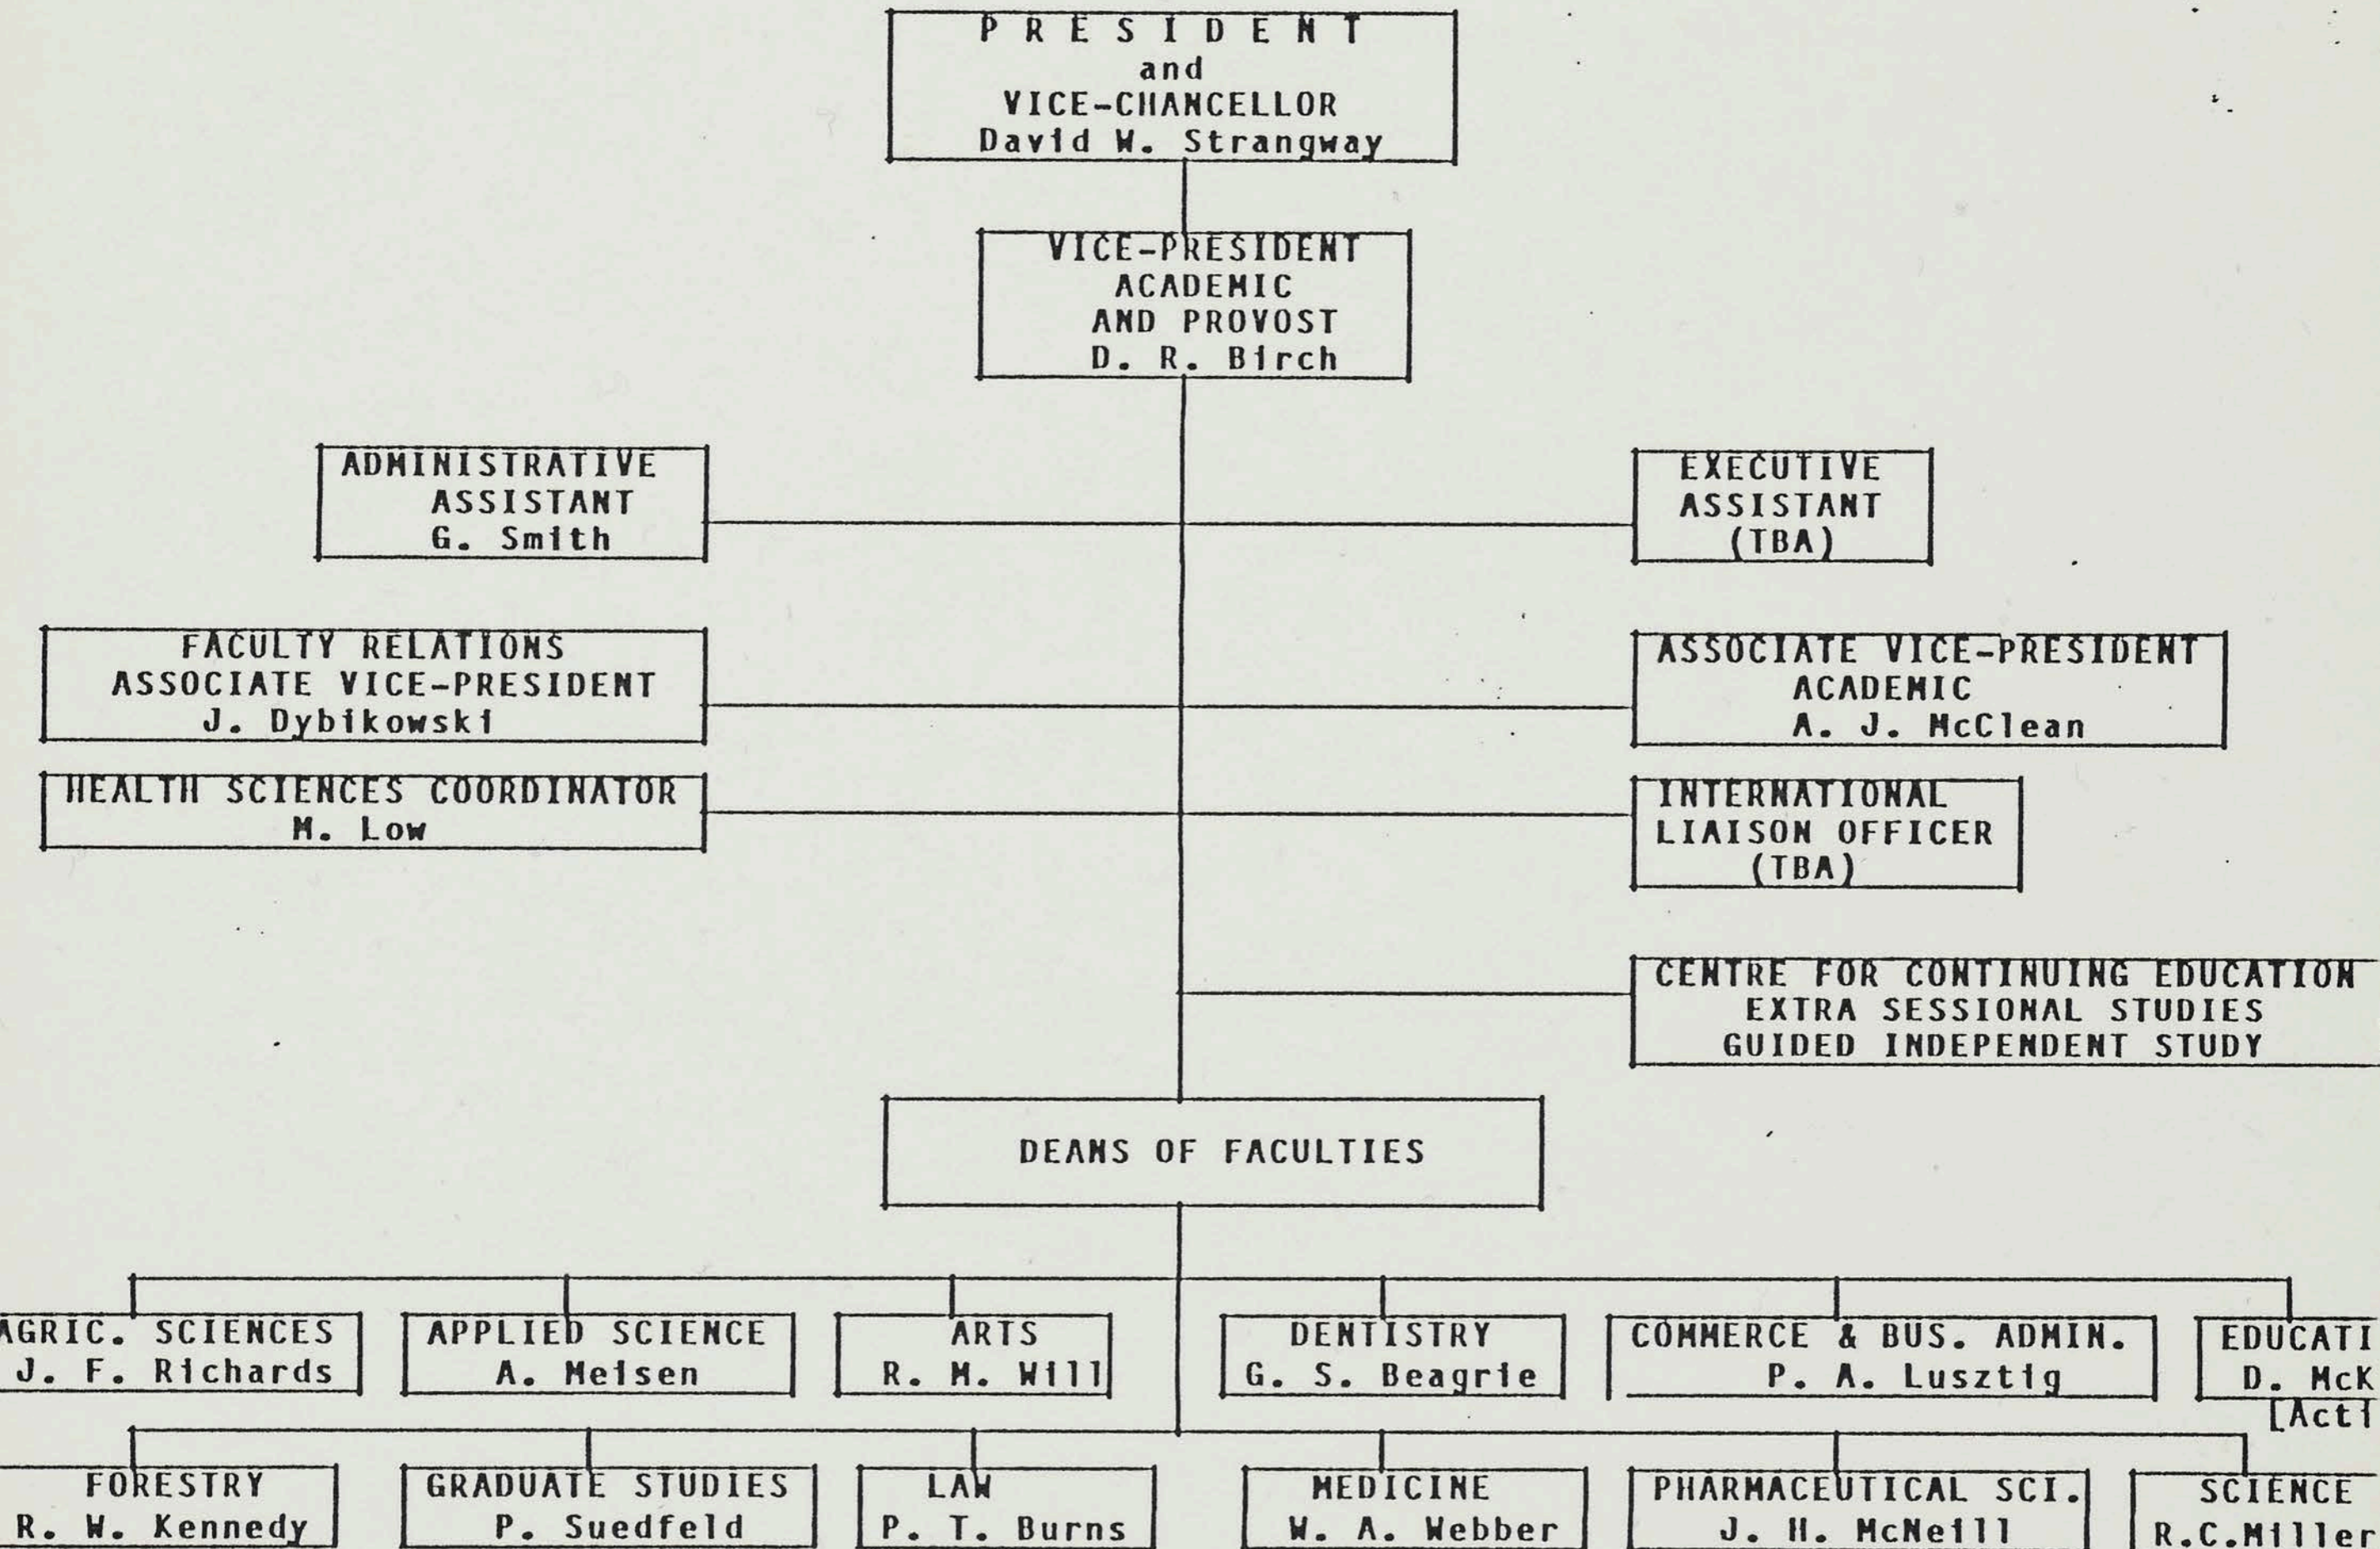 PRESIDENT
and
VICE-CHANCELLOR
David W. Strangway
VICE-PRESIDENT
ACADEMIC
AND PROVOST
D. R. Birch
ADMINISTRATIVE
ASSISTANT
G. Smith
EXECUTIVE
ASSISTANT
(TBA)
FACULTY RELATIONS
ASSOCIATE VICE-PRESIDENT
J. Dybikowski
ASSOCIATE VICE-PRESIDENT
ACADEMIC
A. J. McClean
HEALTH SCIENCES COORDINATOR
M. Low
INTERNATIONAL
LIAISON OFFICER
(TBA)
CENTRE FOR CONTINUING EDUCATION
EXTRA SESSIONAL STUDIES
GUIDED INDEPENDENT STUDY
DEANS OF FACULTIES
AGRIC. SCIENCES
J. F. Richards
APPLIED SCIENCE
A. Meisen
ARTS
R. M. Will
DENTISTRY
G. S. Beagrie
COMMERCE & BUS. ADMIN.
P. A. Lusztig
EDUCATI
D. McK
[Acti
FORESTRY
R. W. Kennedy
GRADUATE STUDIES
P. Suedfeld
LAW
P. T. Burns
MEDICINE
W. A. Webber
PHARMACEUTICAL SCI.
J. H. McNeill
SCIENCE
R.C.Miller